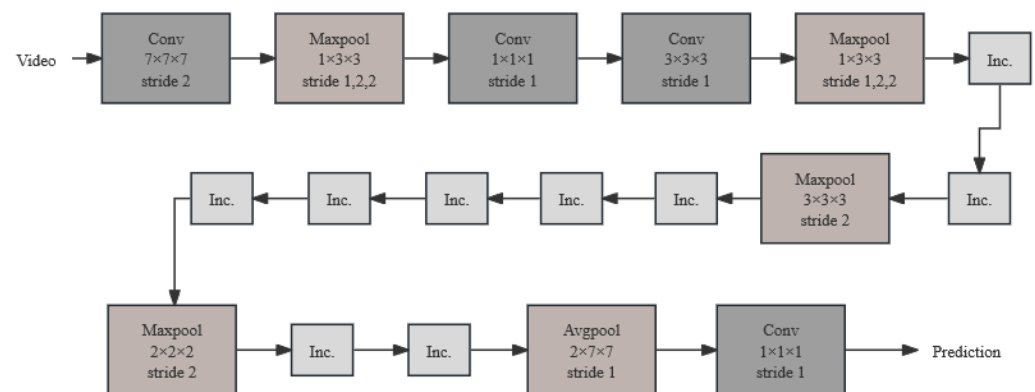 Video
Conv
7×7×7
stride 2
Maxpool
1×3×3
stride 1,2,2
Conv
1×1×1
stride 1
Conv
3×3×3
stride 1
Maxpool
1×3×3
stride 1,2,2
Inc.
Inc.
Maxpool
3×3×3
stride 2
Inc.
Inc.
Inc.
Inc.
Inc.
Maxpool
2×2×2
stride 2
Inc.
Inc.
Avgpool
2×7×7
stride 1
Conv
1×1×1
stride 1
Prediction